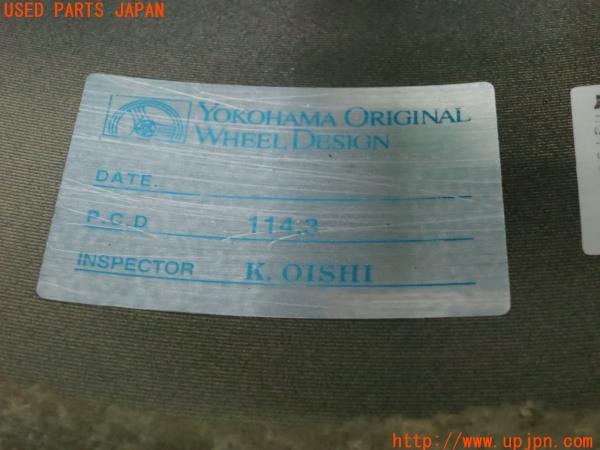 USED PARTS JAPAN
YOKOHAMA ORIGINAL
WHEEL DESIGN
DATE.
P.C.D 114.3
INSPECTOR K. OISHI
http://www.upjpn.com/